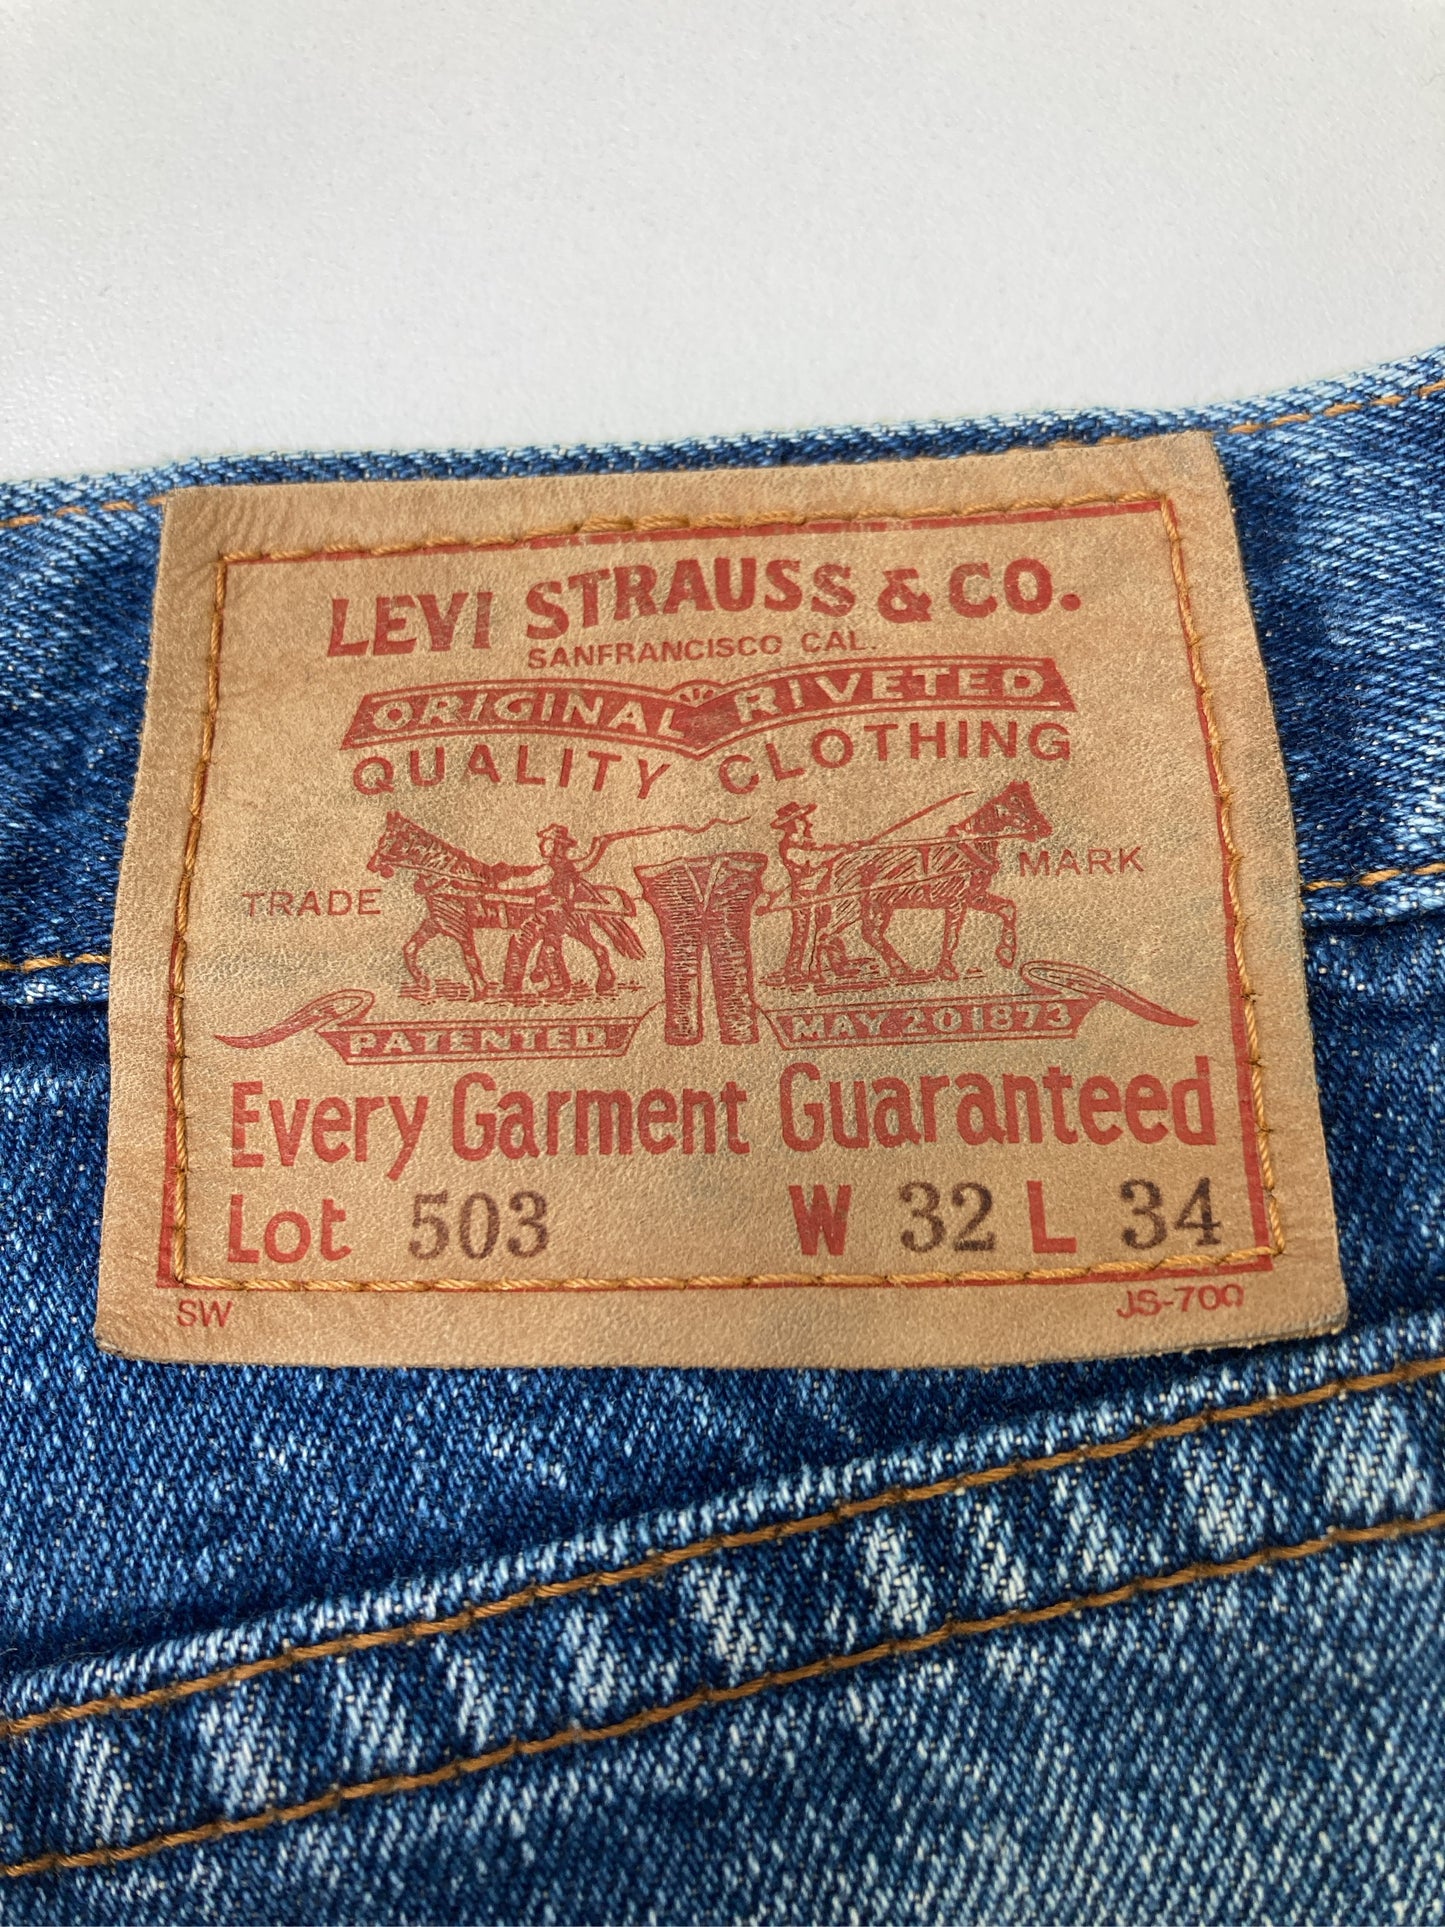 LEVI STRAUSS & CO.
SANFRANCISCO CAL.
ORIGINAL RIVETED
QUALITY CLOTHING
TRADE MARK
PATENTED MAY 20 1873
Every Garment Guaranteed
Lot 503 W 32 L 34
SW JS-700